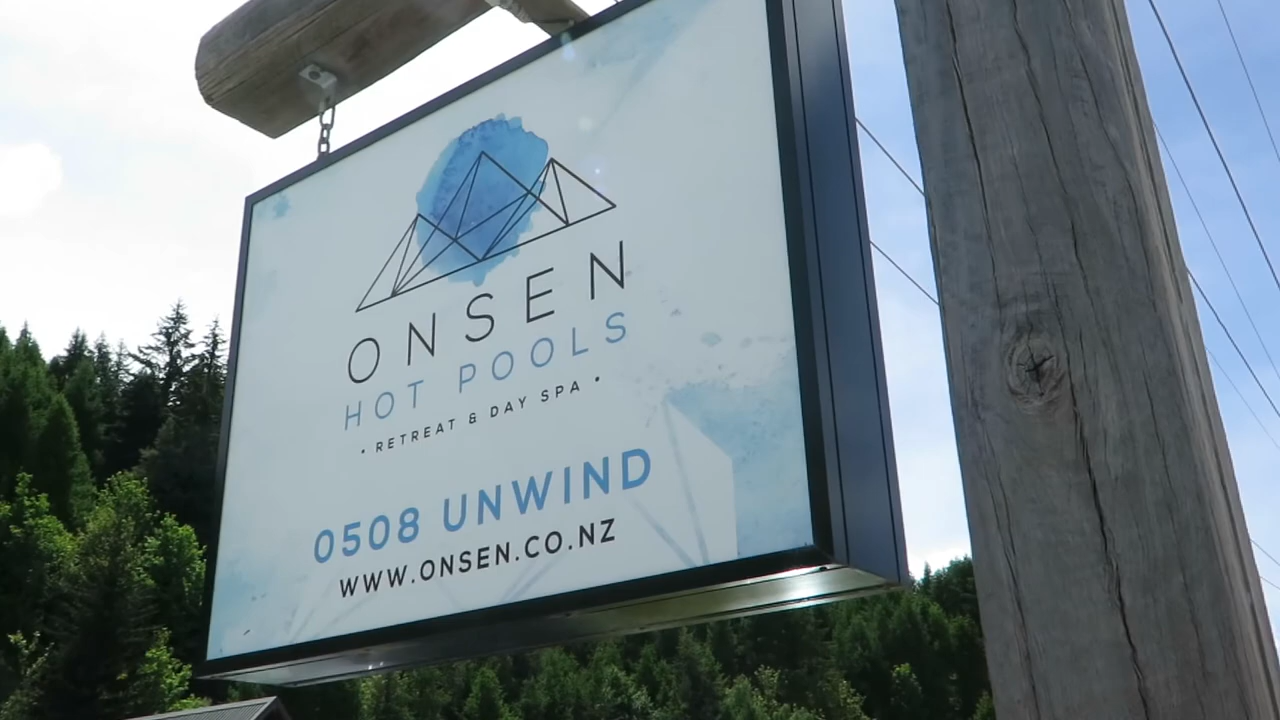 ONSEN
HOT POOLS
• RETREAT & DAY SPA •
0508 UNWIND
WWW.ONSEN.CO.NZ